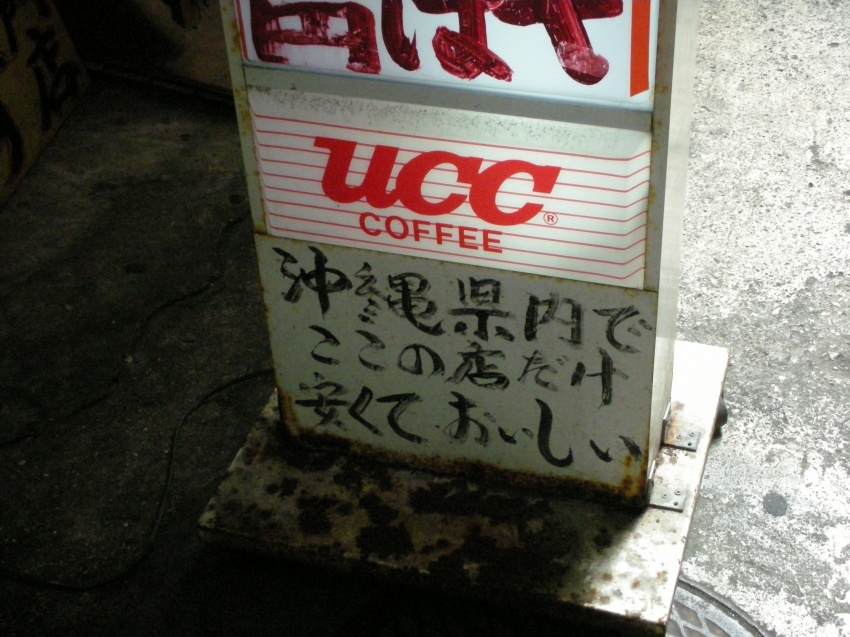 ucc®
COFFEE
沖縄県内で
ここの店だけ
安くておいしい